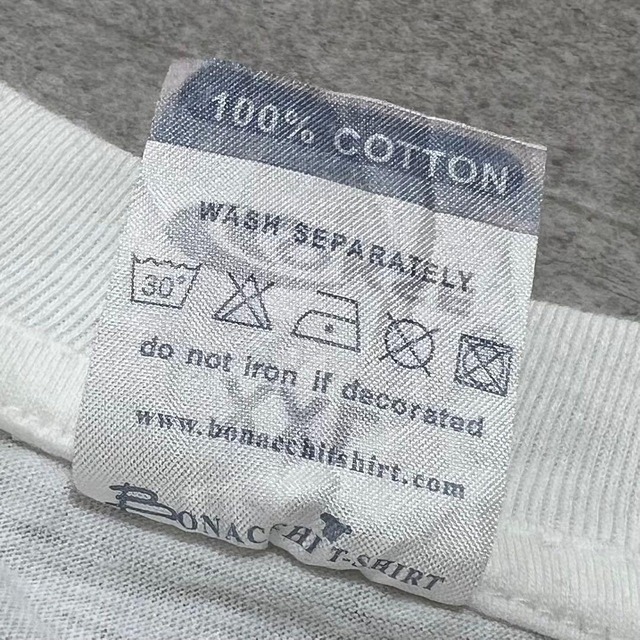 100% COTTON
WASH SEPARATELY.
30°
do not iron if decorated
www.bonacchitshirt.com
BONACCHI T-SHIRT